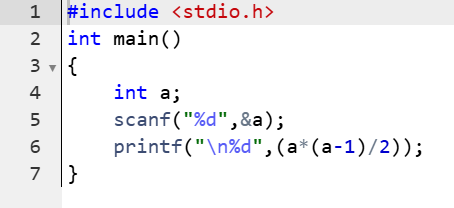 1 #include <stdio.h>
2 int main()
3 {
4     int a;
5     scanf("%d",&a);
6     printf("\n%d",(a*(a-1)/2));
7 }